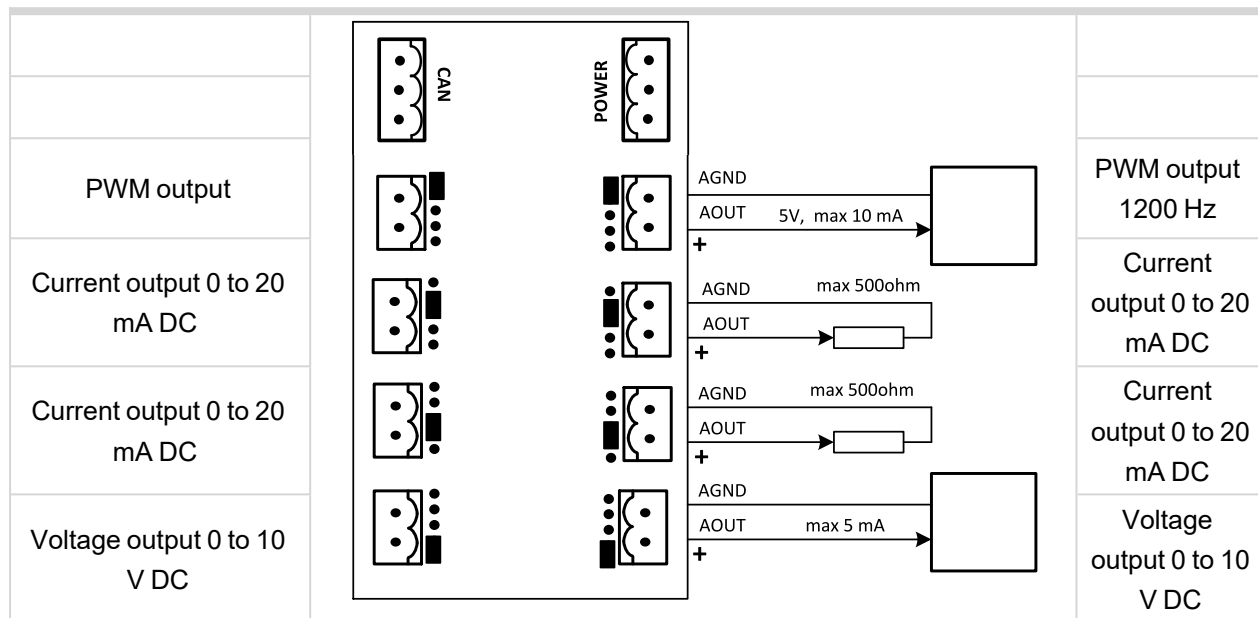 CAN
POWER
PWM output
AGND
AOUT
5V, max 10 mA
+
PWM output
1200 Hz
Current output 0 to 20
mA DC
AGND
max 500ohm
AOUT
+
Current
output 0 to 20
mA DC
Current output 0 to 20
mA DC
AGND
max 500ohm
AOUT
+
Current
output 0 to 20
mA DC
Voltage output 0 to 10
V DC
AGND
AOUT
max 5 mA
+
Voltage
output 0 to 10
V DC